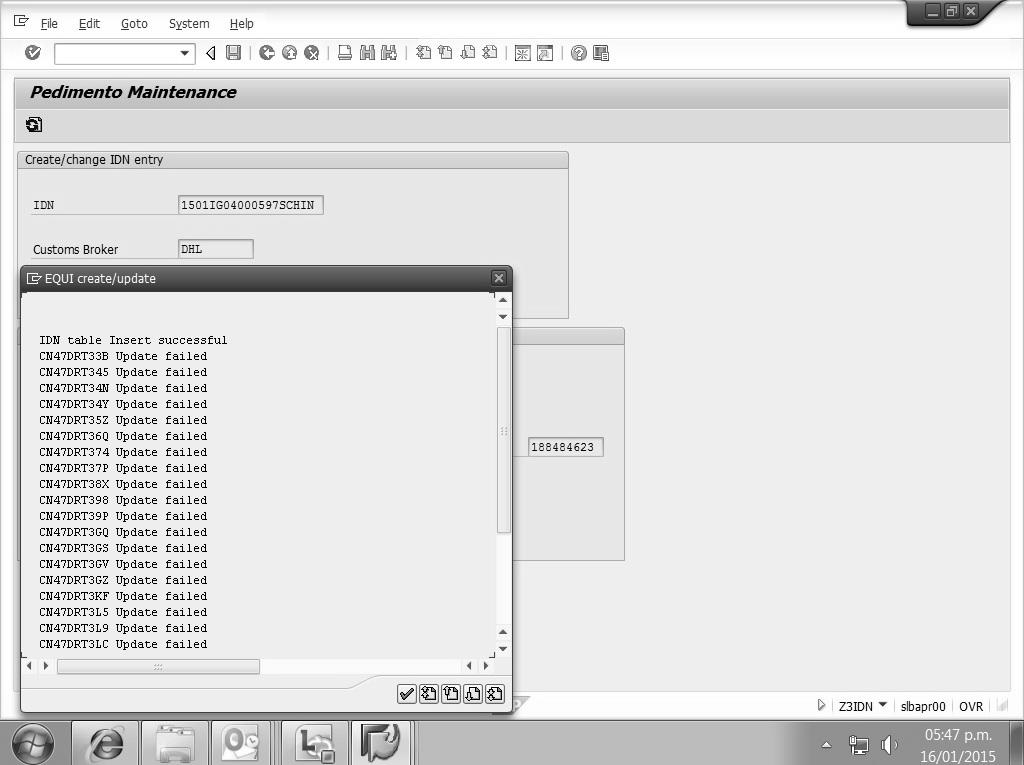 File Edit Goto System Help
Pedimento Maintenance
Create/change IDN entry
IDN 1501IG04000597SCHIN
Customs Broker DHL
EQUI create/update
IDN table Insert successful
CN47DRT33B Update failed
CN47DRT345 Update failed
CN47DRT34N Update failed
CN47DRT34Y Update failed
CN47DRT35Z Update failed
CN47DRT36Q Update failed
CN47DRT374 Update failed
CN47DRT37P Update failed
CN47DRT38X Update failed
CN47DRT398 Update failed
CN47DRT39P Update failed
CN47DRT3GQ Update failed
CN47DRT3GS Update failed
CN47DRT3GV Update failed
CN47DRT3GZ Update failed
CN47DRT3KF Update failed
CN47DRT3L5 Update failed
CN47DRT3L9 Update failed
CN47DRT3LC Update failed
188484623
Z3IDN slbapr00 OVR
05:47 p.m.
16/01/2015